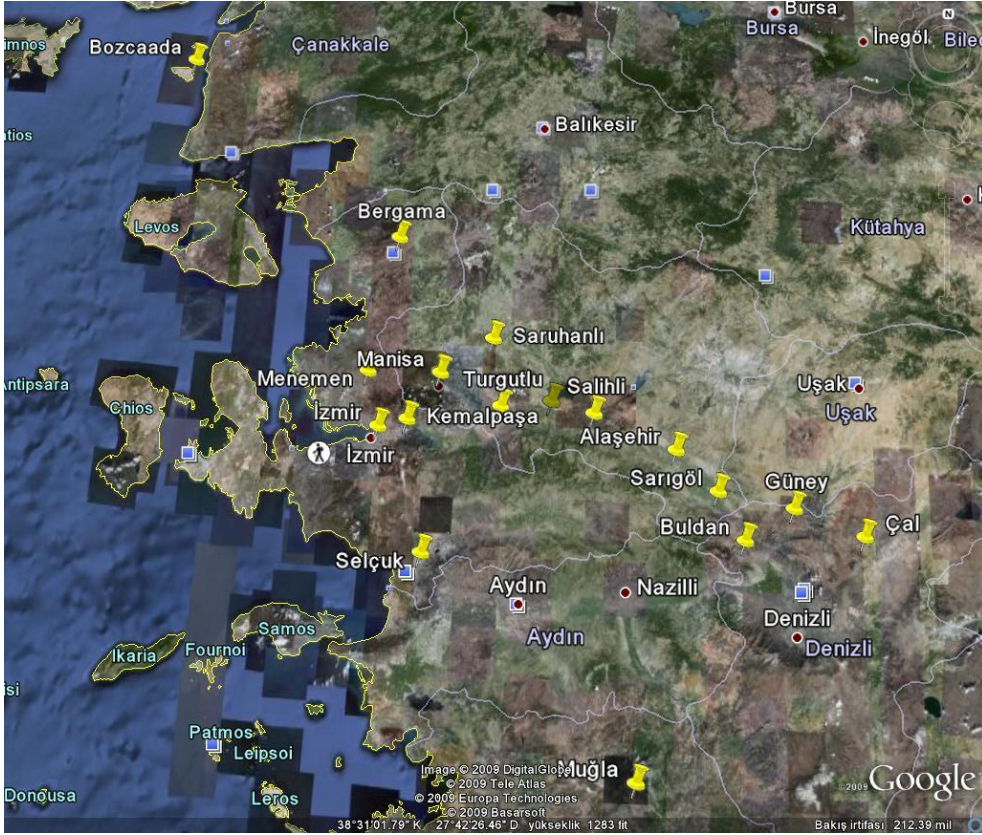 Bursa
Bursa
İnegöl
Bozcaada
Çanakkale
Balıkesir
Bergama
Levos
Kütahya
Saruhanlı
Manisa
Menemen
Turgutlu
Salihli
Uşak
Uşak
Antipsara
Chios
İzmir
Kemalpaşa
İzmir
Alaşehir
Sarıgöl
Güney
Buldan
Çal
Selçuk
Aydın
Nazilli
Aydın
Denizli
Denizli
Samos
Fournoi
Ikaria
Patmos
Leipsoi
Leros
Donousa
Muğla
Image © 2009 DigitalGlobe
© 2009 Tele Atlas
© 2009 Europa Technologies
© 2009 Basarsoft
©2009 Google
38°31'01.79" K 27°42'26.46" D yükseklik 1283 fit
Bakış irtifası 212.39 mil
N